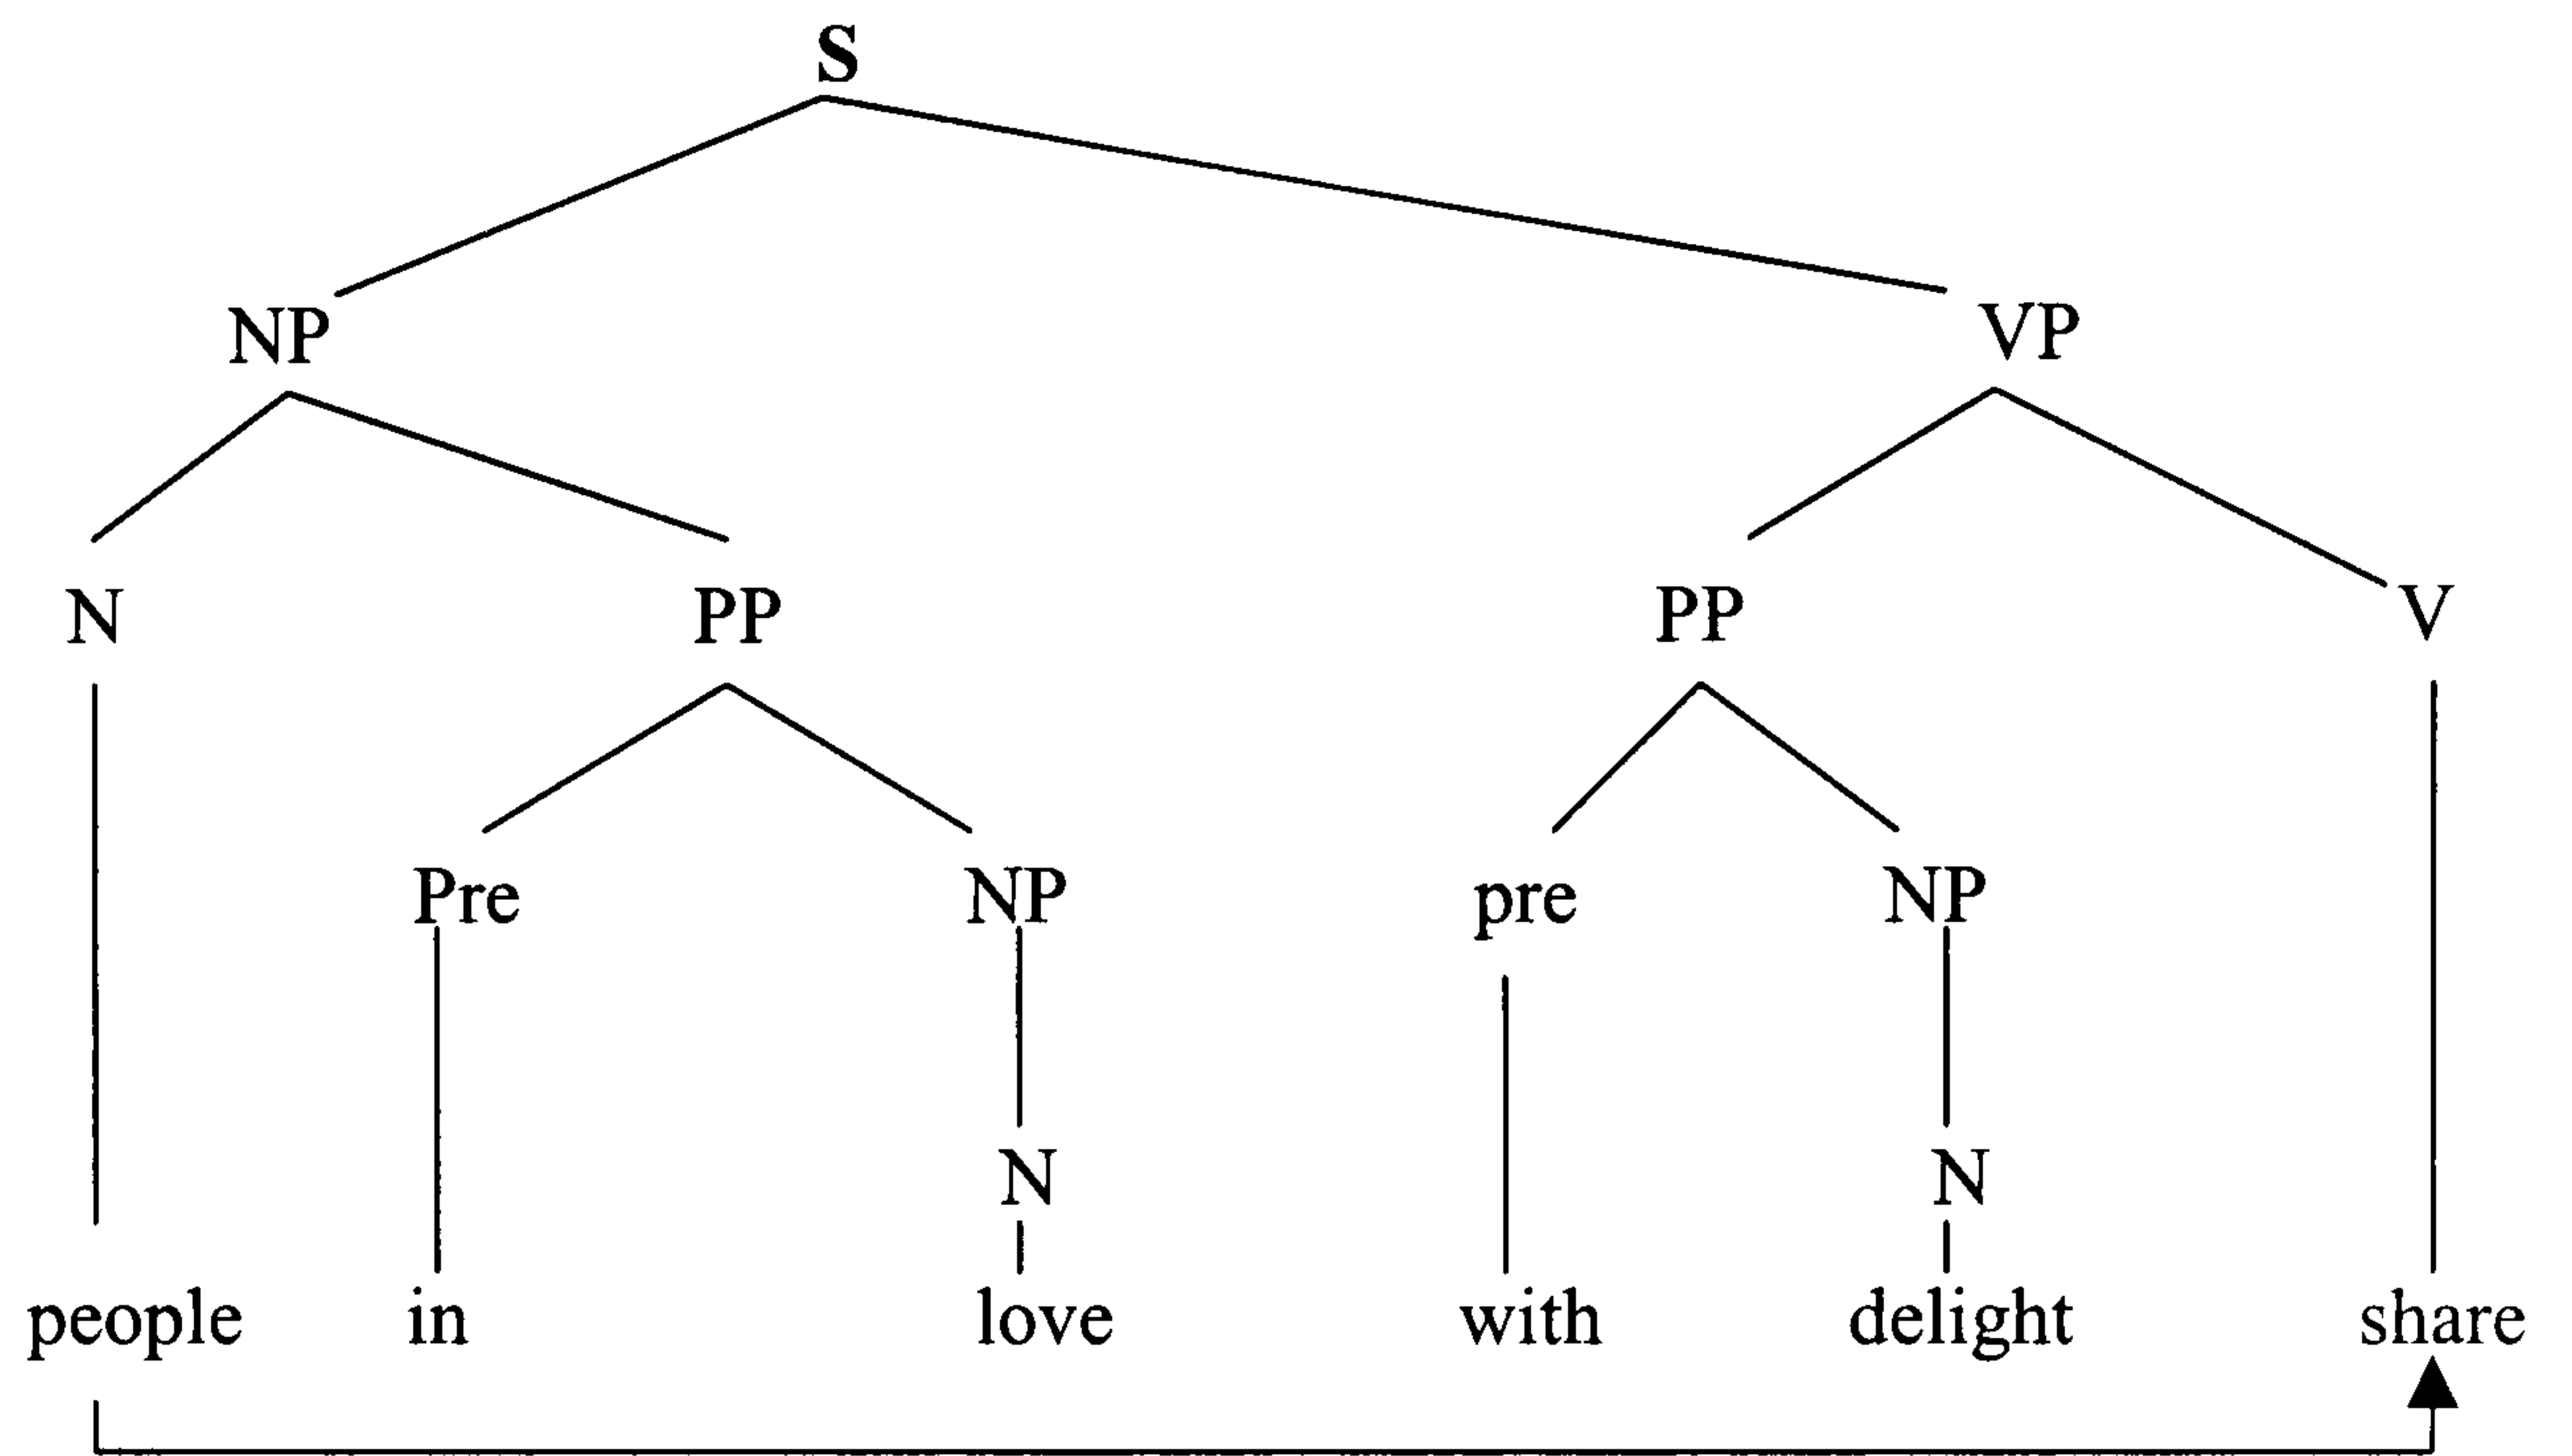 S
NP VP
N PP PP V
Pre NP pre NP
N N
people in love with delight share